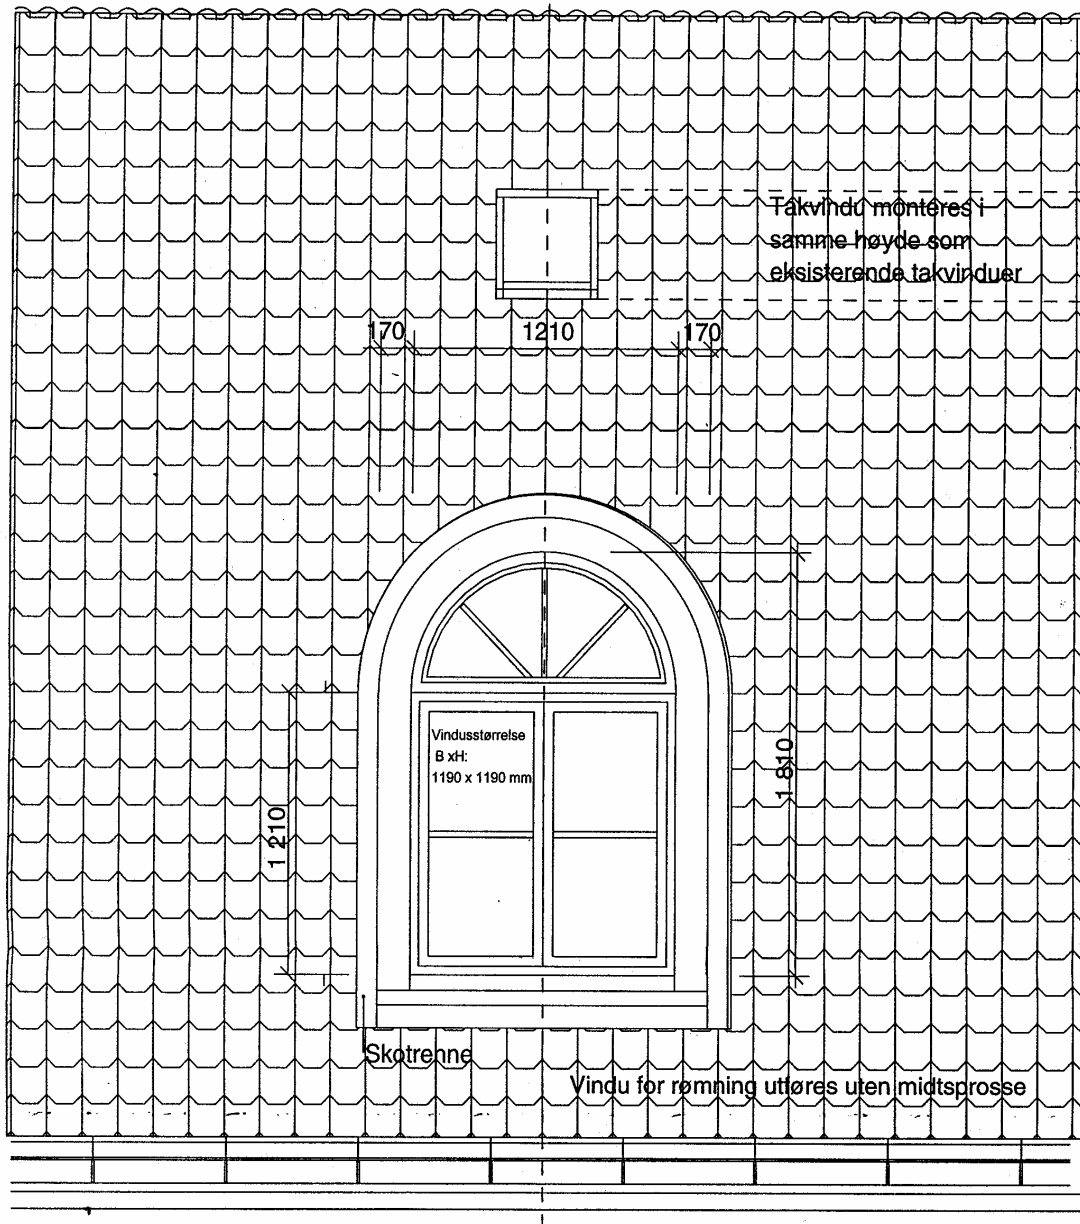 Takvindu monteres i
samme høyde som
eksisterende takvinduer
170
1210
170
Vindusstørrelse
B xH:
1190 x 1190 mm
1 810
1 210
Skotrenne
Vindu for rømning utføres uten midtsprosse